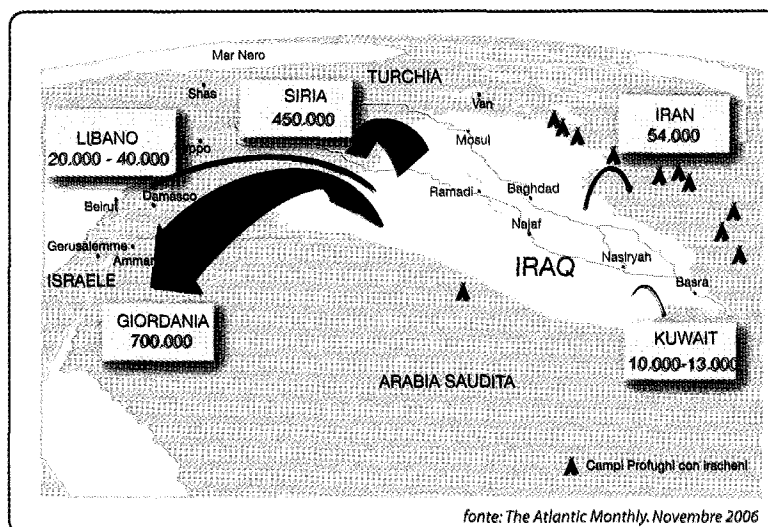 Mar Nero
TURCHIA
Shas
SIRIA
450.000
Van
IRAN
54.000
LIBANO
20.000 - 40.000
ppo
Mosul
Ramadi
Baghdad
Beirut
Damasco
Najaf
Gerusalemme
Amman
ISRAELE
IRAQ
Nasiryah
Basra
GIORDANIA
700.000
KUWAIT
10.000-13.000
ARABIA SAUDITA
Campi Profughi con iracheni
fonte: The Atlantic Monthly. Novembre 2006